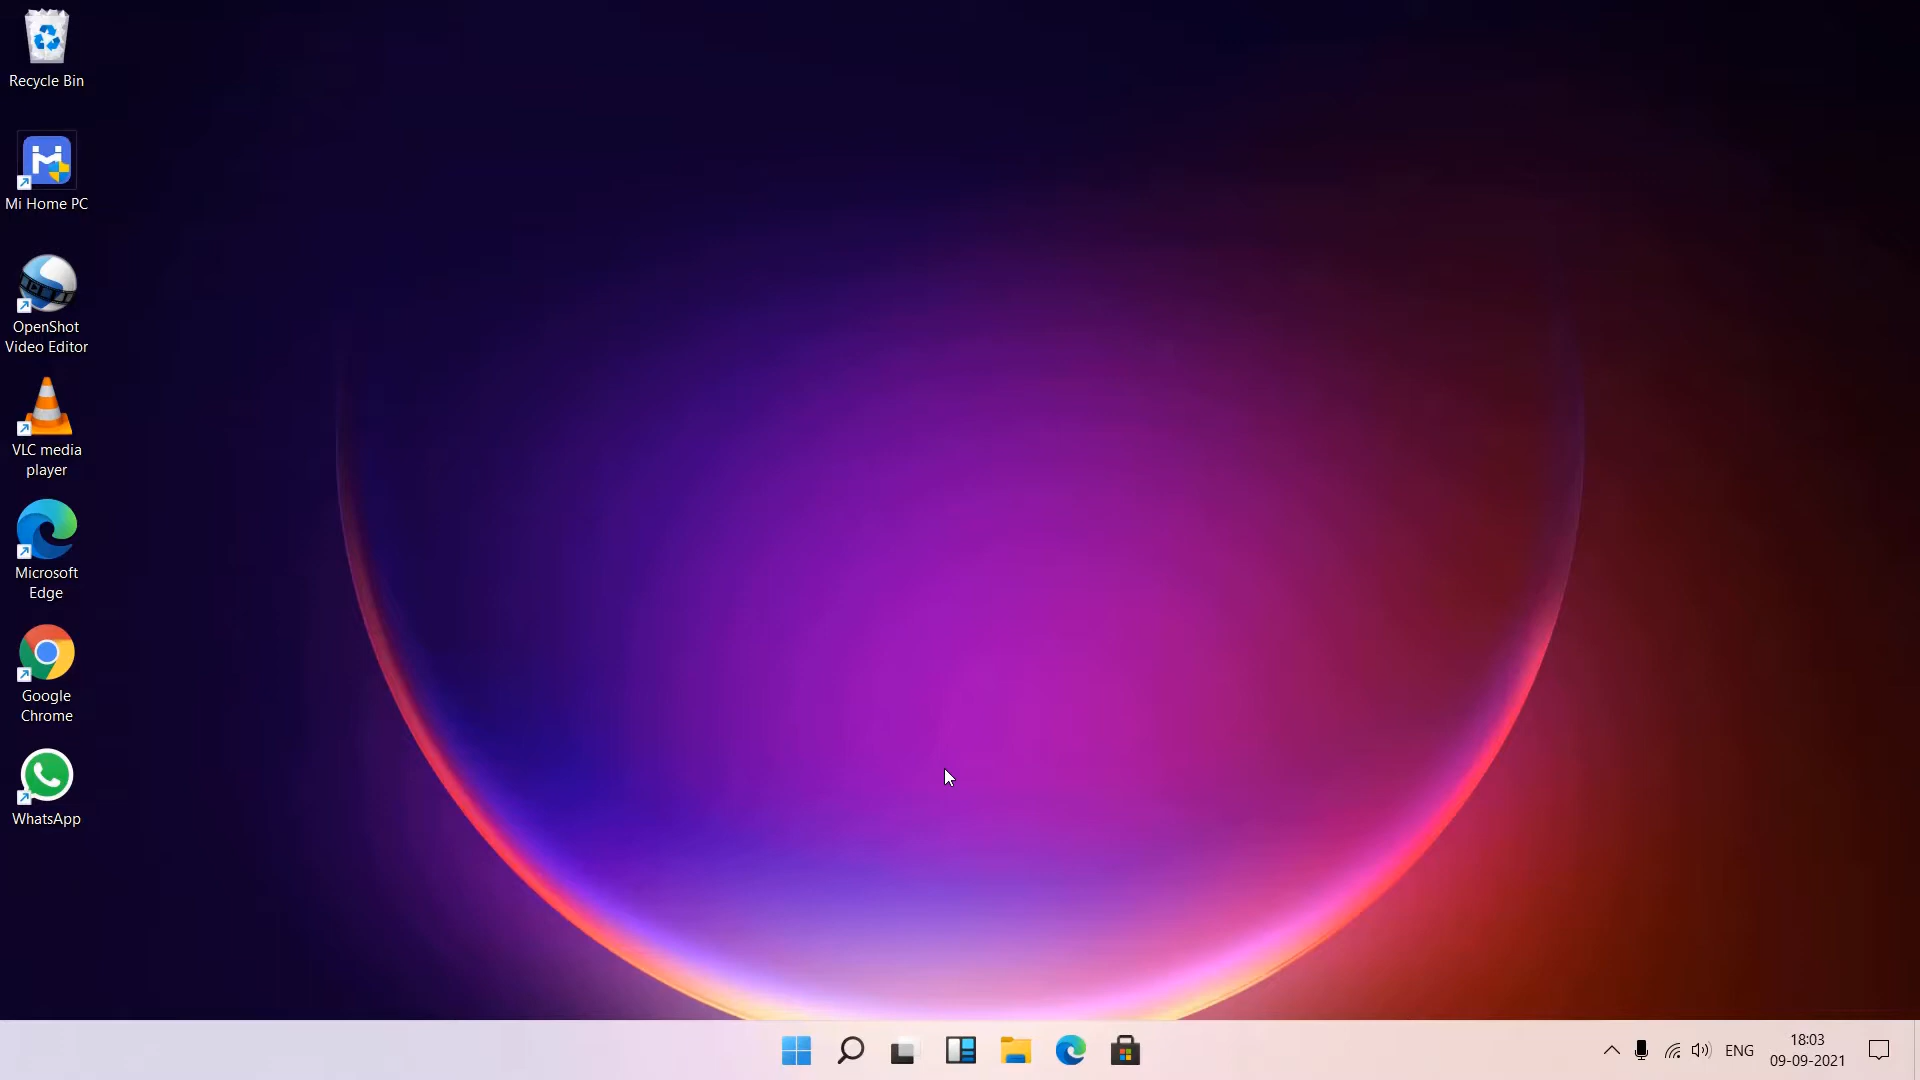 Recycle Bin
Mi Home PC
OpenShot
Video Editor
VLC media
player
Microsoft
Edge
Google
Chrome
WhatsApp
ENG
18:03
09-09-2021